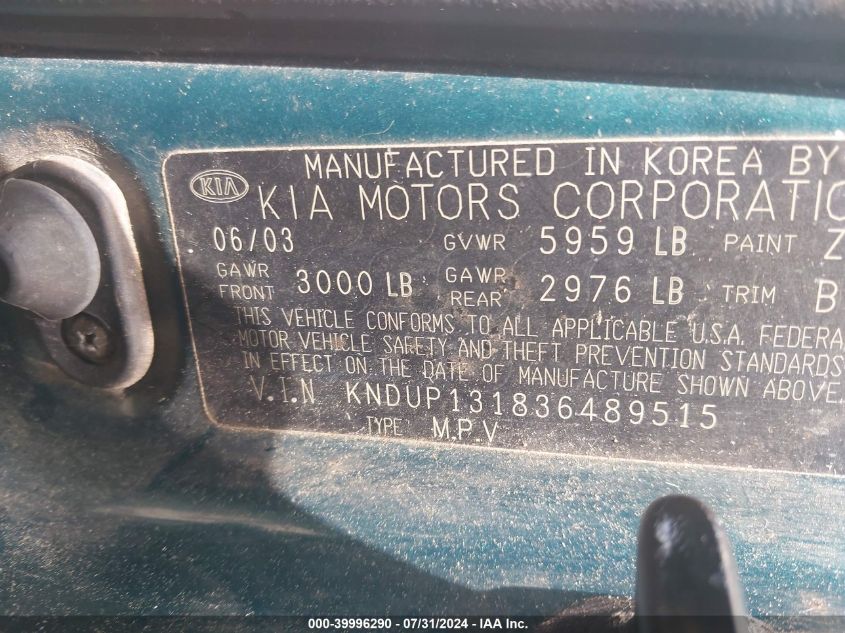 MANUFACTURED IN KOREA BY
KIA KIA MOTORS CORPORATIO
06/03 GVWR 5959 LB PAINT Z
GAWR FRONT 3000 LB GAWR REAR 2976 LB TRIM B
THIS VEHICLE CONFORMS TO ALL APPLICABLE U.S.A. FEDERA
MOTOR VEHICLE SAFETY AND THEFT PREVENTION STANDARDS
IN EFFECT ON THE DATE OF MANUFACTURE SHOWN ABOVE.
V.I.N KNDUP131836489515
TYPE M.P.V
000-39996290 - 07/31/2024 - IAA Inc.